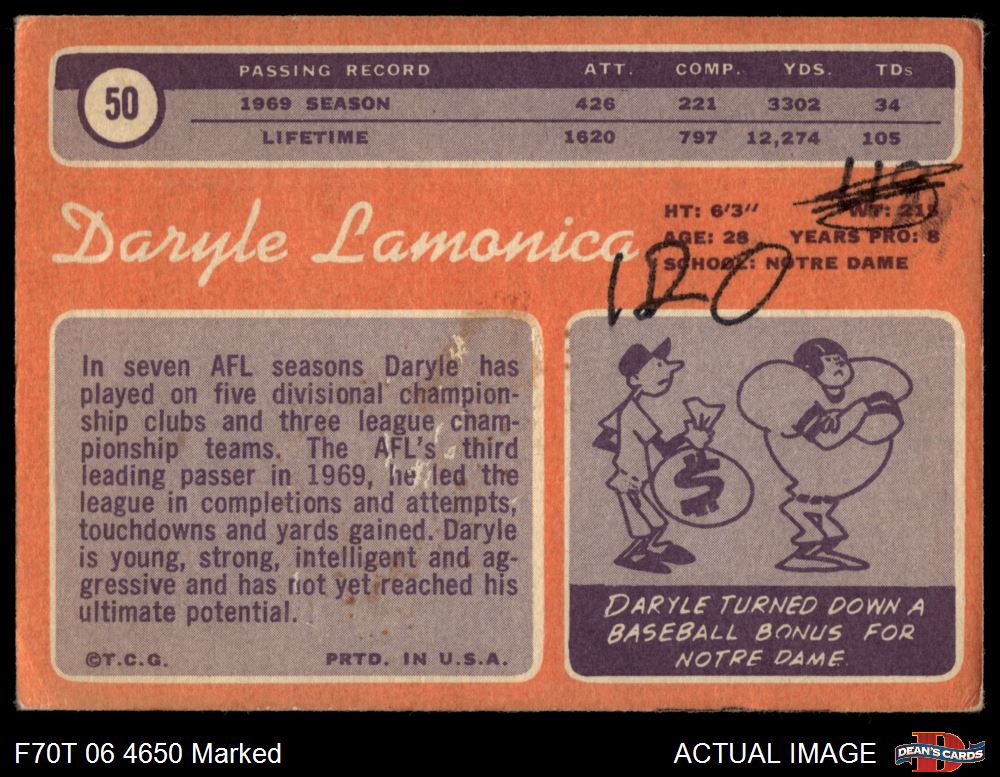 50
PASSING RECORD ATT. COMP. YDS. TDs
1969 SEASON 426 221 3302 34
LIFETIME 1620 797 12,274 105
Daryle Lamonica
HT: 6'3" WT: 215
AGE: 28 YEARS PRO: 8
SCHOOL: NOTRE DAME
120
In seven AFL seasons Daryle has
played on five divisional champion-
ship clubs and three league cham-
pionship teams. The AFL's third
leading passer in 1969, he led the
league in completions and attempts,
touchdowns and yards gained. Daryle
is young, strong, intelligent and ag-
gressive and has not yet reached his
ultimate potential.
©T.C.G. PRTD. IN U.S.A.
$
DARYLE TURNED DOWN A
BASEBALL BONUS FOR
NOTRE DAME.
F70T 06 4650 Marked
ACTUAL IMAGE
DEAN'S CARDS